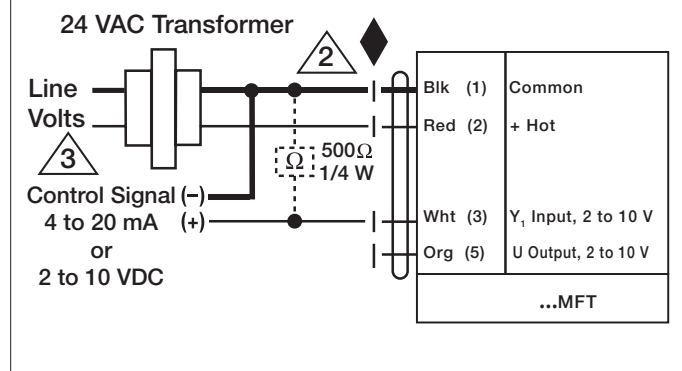 24 VAC Transformer
2
Line
Volts
3
Blk (1) Common
Red (2) + Hot
Ω 500Ω
1/4 W
Control Signal (–)
4 to 20 mA (+)
or
2 to 10 VDC
Wht (3) Y₁ Input, 2 to 10 V
Org (5) U Output, 2 to 10 V
...MFT